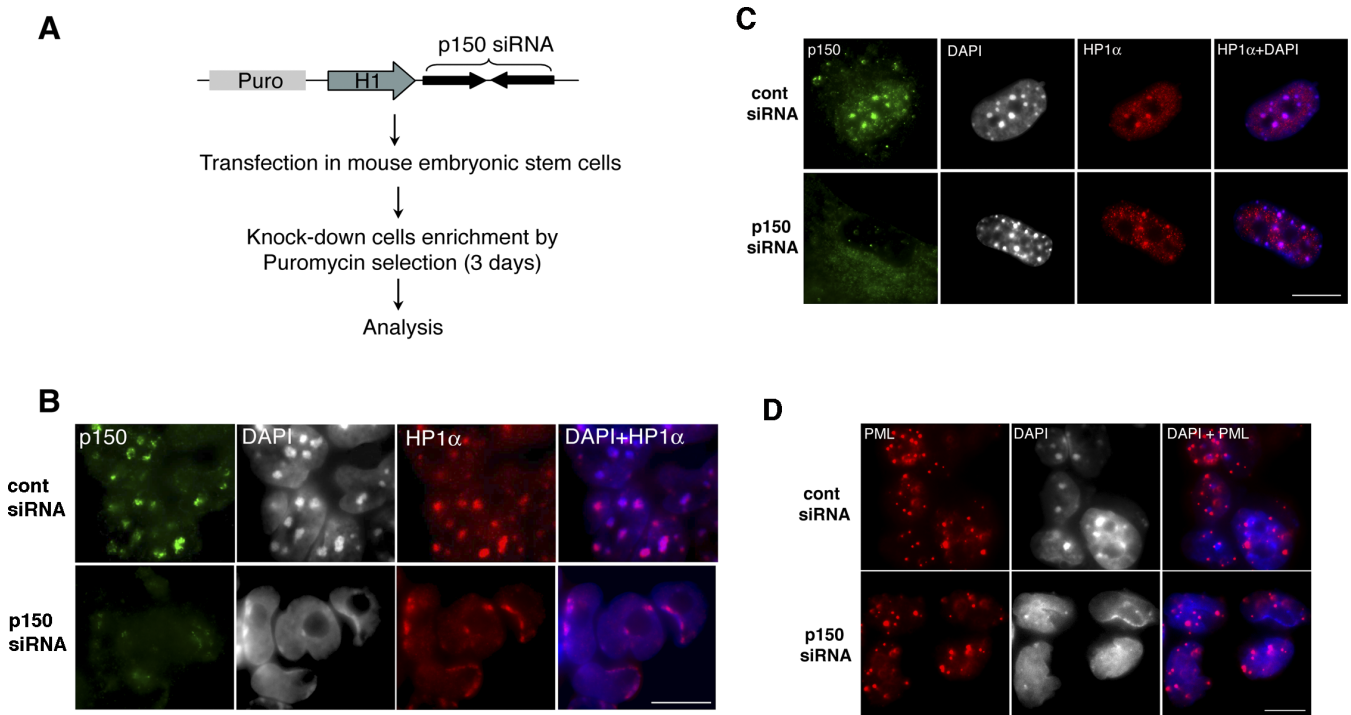 A
p150 siRNA
Puro
H1
Transfection in mouse embryonic stem cells
Knock-down cells enrichment by
Puromycin selection (3 days)
Analysis
B
p150
DAPI
HP1α
DAPI+HP1α
cont
siRNA
p150
siRNA
C
p150
DAPI
HP1α
HP1α+DAPI
cont
siRNA
p150
siRNA
D
PML
DAPI
DAPI + PML
cont
siRNA
p150
siRNA